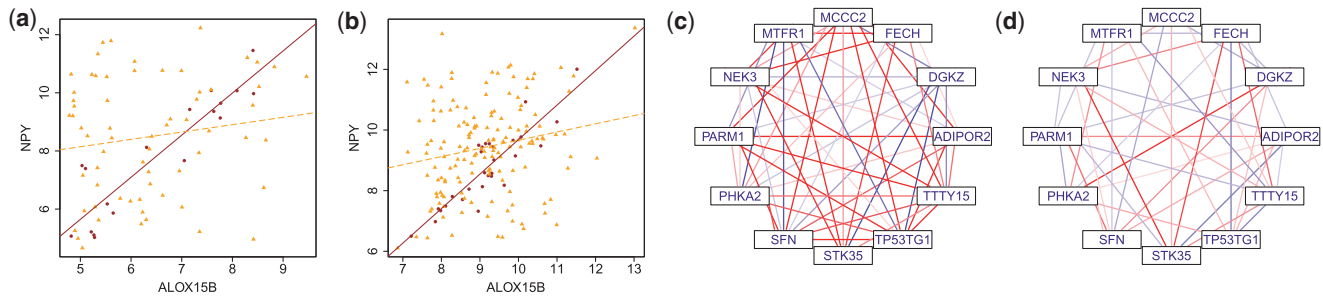 (a)
NPY
12
10
8
6
5 6 7 8 9
ALOX15B
(b)
NPY
12
10
8
6
7 8 9 10 11 12 13
ALOX15B
(c)
MCCC2
MTFR1 FECH
NEK3 DGKZ
PARM1 ADIPOR2
PHKA2 TTTY15
SFN TP53TG1
STK35
(d)
MCCC2
MTFR1 FECH
NEK3 DGKZ
PARM1 ADIPOR2
PHKA2 TTTY15
SFN TP53TG1
STK35